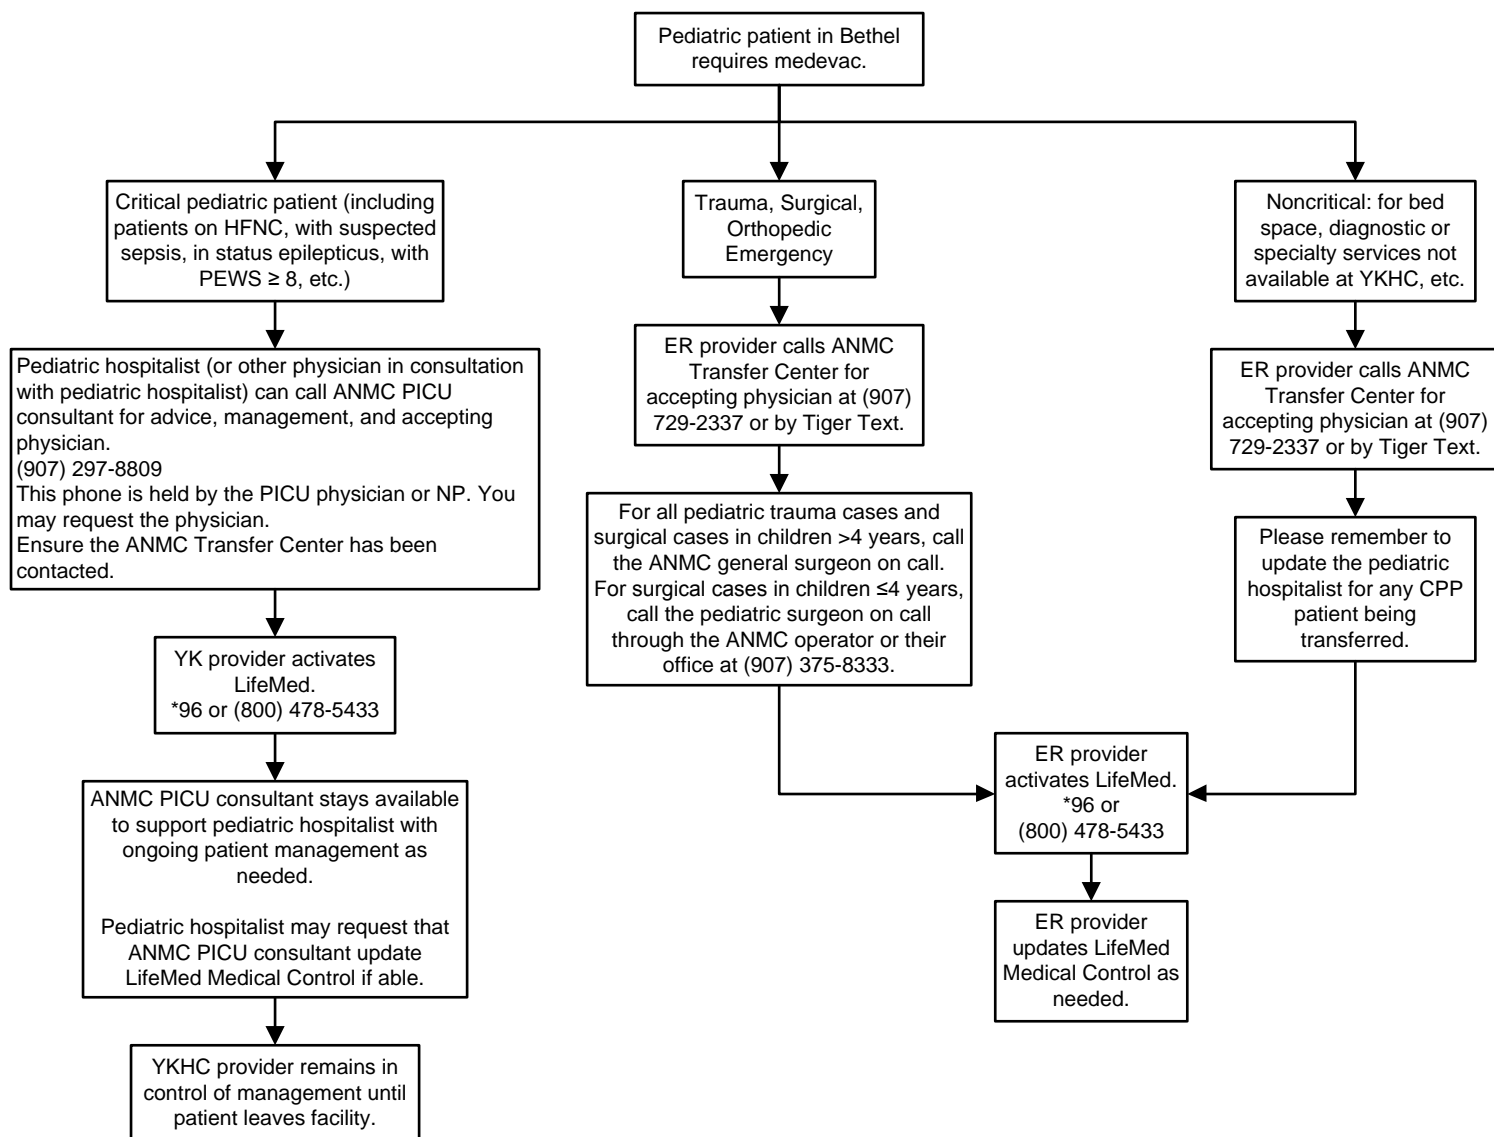 Pediatric patient in Bethel
requires medevac.
Critical pediatric patient (including
patients on HFNC, with suspected
sepsis, in status epilepticus, with
PEWS ≥ 8, etc.)
Pediatric hospitalist (or other physician in consultation
with pediatric hospitalist) can call ANMC PICU
consultant for advice, management, and accepting
physician.
(907) 297-8809
This phone is held by the PICU physician or NP. You
may request the physician.
Ensure the ANMC Transfer Center has been
contacted.
YK provider activates
LifeMed.
*96 or (800) 478-5433
ANMC PICU consultant stays available
to support pediatric hospitalist with
ongoing patient management as
needed.
Pediatric hospitalist may request that
ANMC PICU consultant update
LifeMed Medical Control if able.
YKHC provider remains in
control of management until
patient leaves facility.
Trauma, Surgical,
Orthopedic
Emergency
ER provider calls ANMC
Transfer Center for
accepting physician at (907)
729-2337 or by Tiger Text.
For all pediatric trauma cases and
surgical cases in children >4 years, call
the ANMC general surgeon on call.
For surgical cases in children ≤4 years,
call the pediatric surgeon on call
through the ANMC operator or their
office at (907) 375-8333.
Noncritical: for bed
space, diagnostic or
specialty services not
available at YKHC, etc.
ER provider calls ANMC
Transfer Center for
accepting physician at (907)
729-2337 or by Tiger Text.
Please remember to
update the pediatric
hospitalist for any CPP
patient being
transferred.
ER provider
activates LifeMed.
*96 or
(800) 478-5433
ER provider
updates LifeMed
Medical Control as
needed.